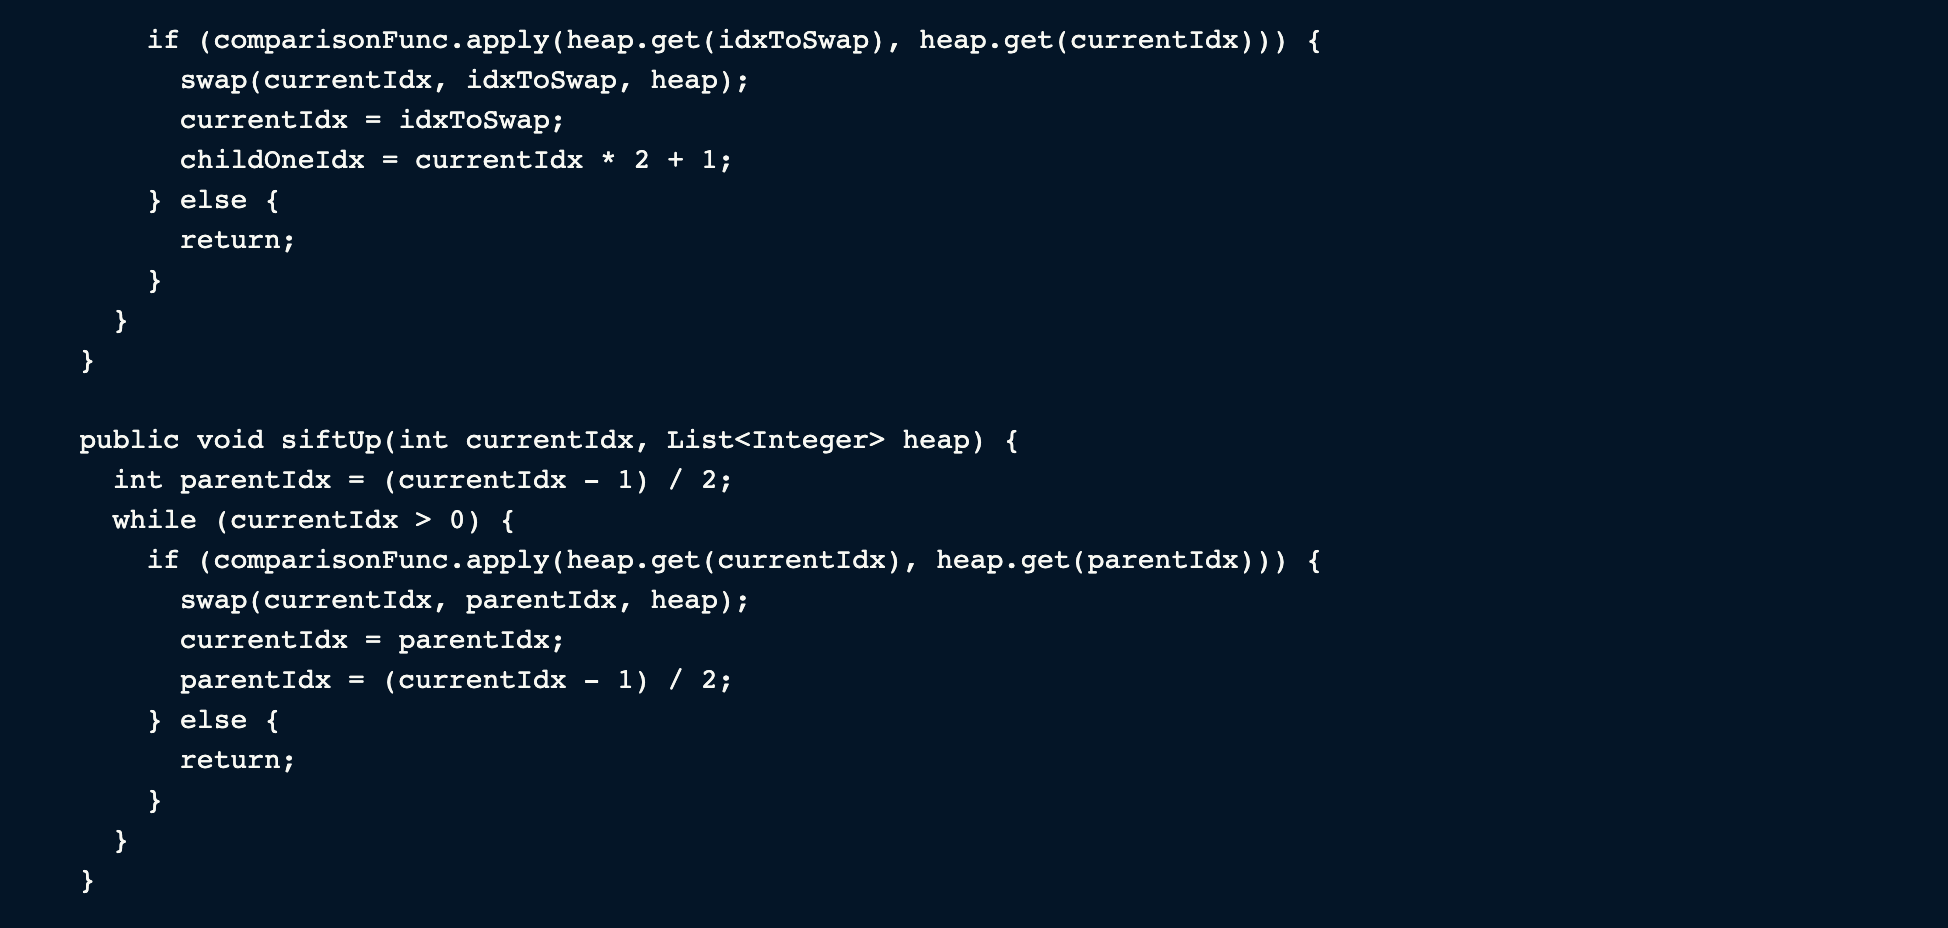 if (comparisonFunc.apply(heap.get(idxToSwap), heap.get(currentIdx))) {
swap(currentIdx, idxToSwap, heap);
currentIdx = idxToSwap;
childOneIdx = currentIdx * 2 + 1;
} else {
return;
}
}
}
public void siftUp(int currentIdx, List<Integer> heap) {
int parentIdx = (currentIdx - 1) / 2;
while (currentIdx > 0) {
if (comparisonFunc.apply(heap.get(currentIdx), heap.get(parentIdx))) {
swap(currentIdx, parentIdx, heap);
currentIdx = parentIdx;
parentIdx = (currentIdx - 1) / 2;
} else {
return;
}
}
}